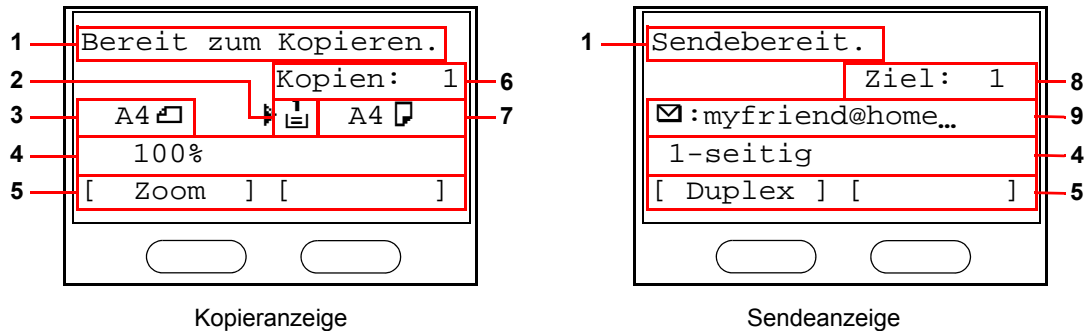 1 Bereit zum Kopieren.
2 Kopien: 1 6
3 A4 A4 7
4 100%
5 [ Zoom ] [ ]
Kopieranzeige
1 Sendebereit.
Ziel: 1 8
:myfriend@home… 9
1-seitig 4
[ Duplex ] [ ] 5
Sendeanzeige